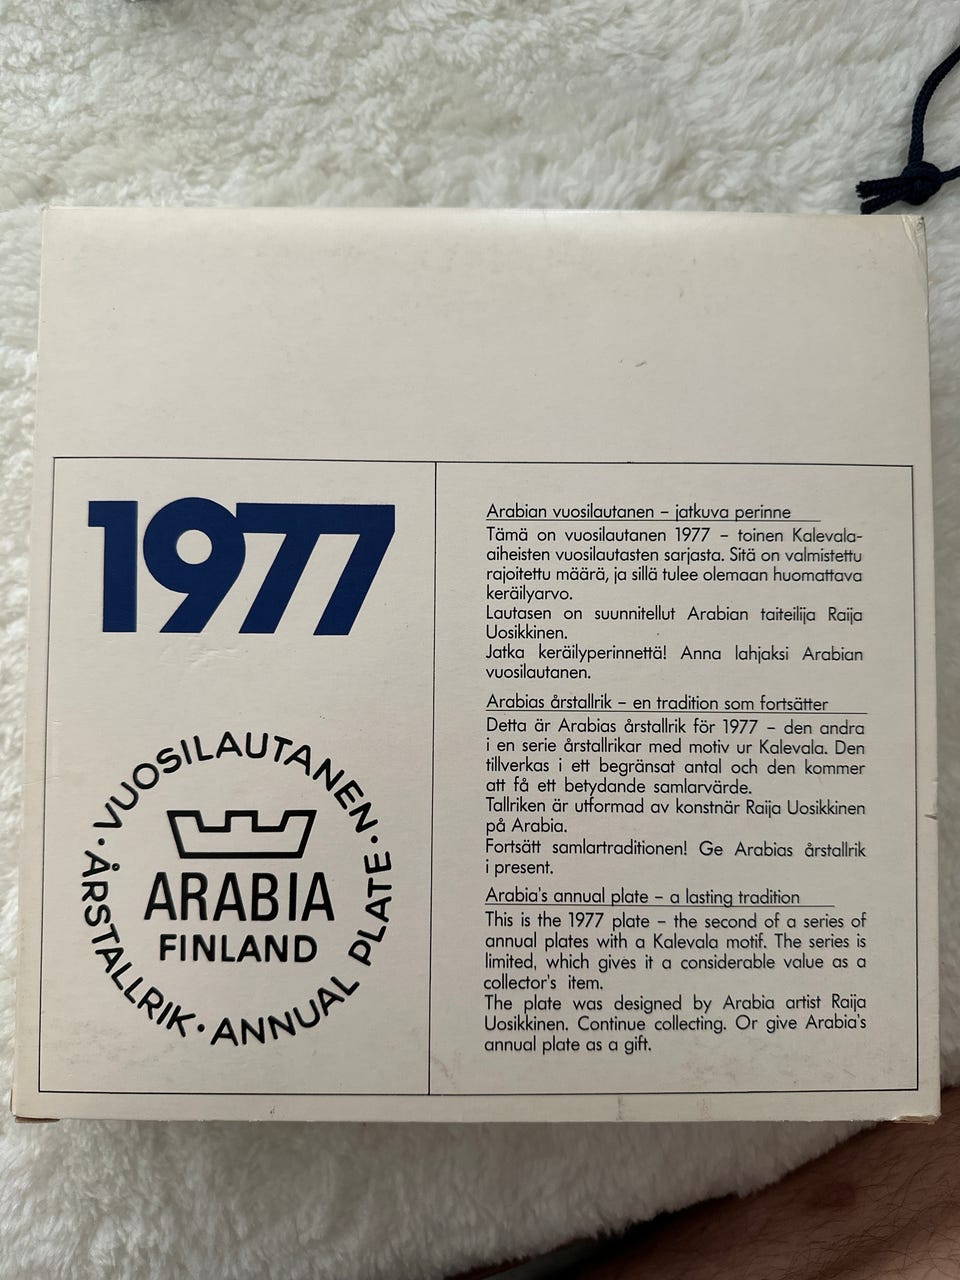 1977
· VUOSILAUTANEN ·
ARABIA
FINLAND
ÅRSTALLRIK · ANNUAL PLATE
Arabian vuosilautanen – jatkuva perinne
Tämä on vuosilautanen 1977 – toinen Kalevala-
aiheisten vuosilautasten sarjasta. Sitä on valmistettu
rajoitettu määrä, ja sillä tulee olemaan huomattava
keräilyarvo.
Lautasen on suunnitellut Arabian taiteilija Raija
Uosikkinen.
Jatka keräilyperinnettä! Anna lahjaksi Arabian
vuosilautanen.
Arabias årstallrik – en tradition som fortsätter
Detta är Arabias årstallrik för 1977 – den andra
i en serie årstallrikar med motiv ur Kalevala. Den
tillverkas i ett begränsat antal och den kommer
att få ett betydande samlarvärde.
Tallriken är utformad av konstnär Raija Uosikkinen
på Arabia.
Fortsätt samlartraditionen! Ge Arabias årstallrik
i present.
Arabia's annual plate – a lasting tradition
This is the 1977 plate – the second of a series of
annual plates with a Kalevala motif. The series is
limited, which gives it a considerable value as a
collector's item.
The plate was designed by Arabia artist Raija
Uosikkinen. Continue collecting. Or give Arabia's
annual plate as a gift.